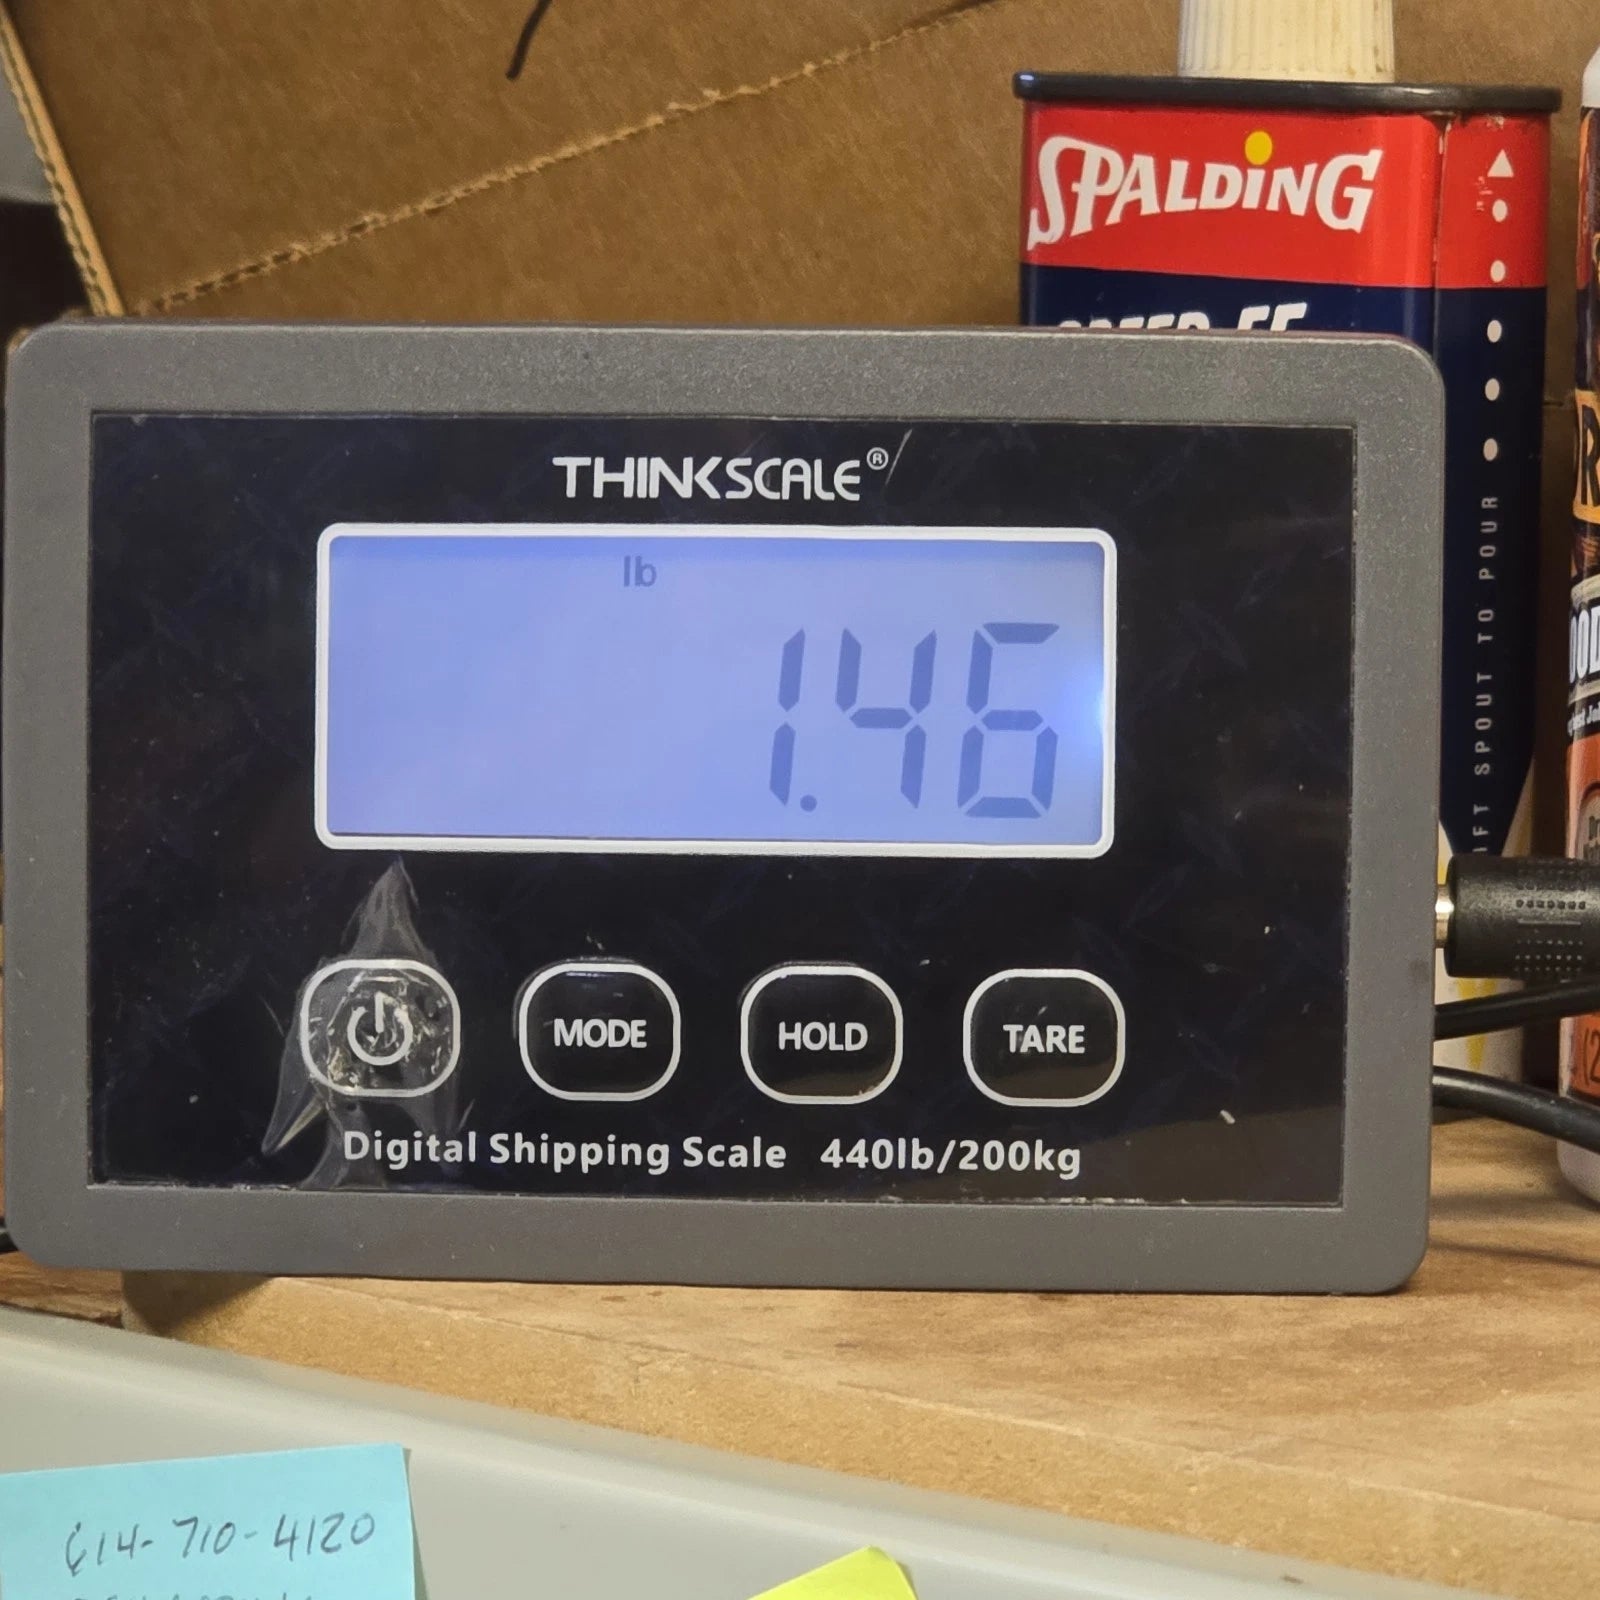 SPALDING
THINKSCALE®
lb
1.46
MODE
HOLD
TARE
Digital Shipping Scale 440lb/200kg
SPOUT TO POUR
614-710-4120